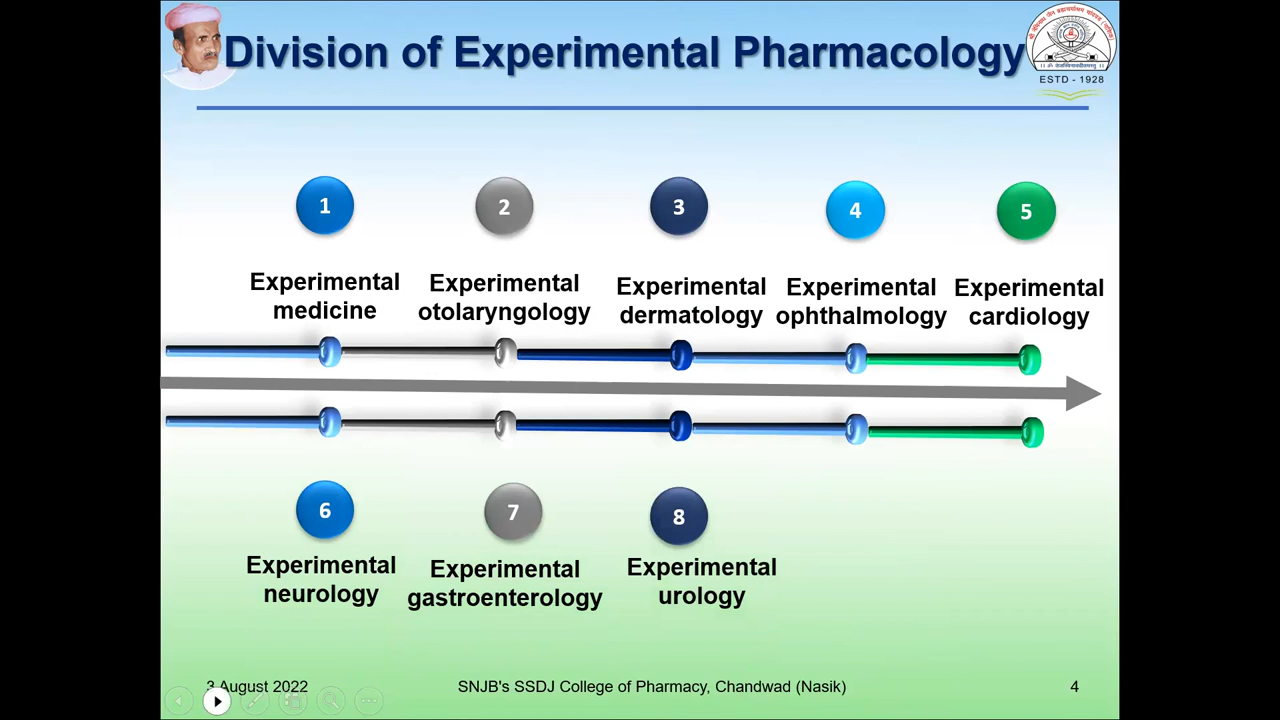 Division of Experimental Pharmacology
ESTD - 1928
1
2
3
4
5
Experimental
medicine
Experimental
otolaryngology
Experimental
dermatology
Experimental
ophthalmology
Experimental
cardiology
6
7
8
Experimental
neurology
Experimental
gastroenterology
Experimental
urology
3 August 2022
SNJB's SSDJ College of Pharmacy, Chandwad (Nasik)
4